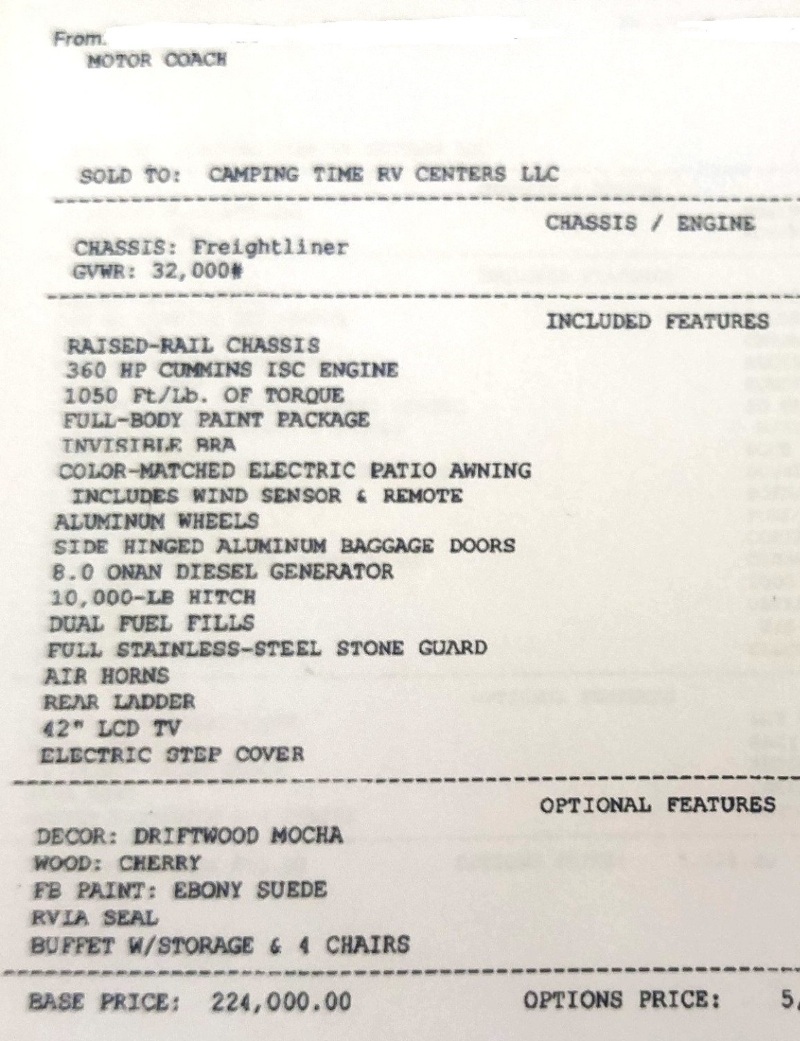 From.
MOTOR COACH
SOLD TO: CAMPING TIME RV CENTERS LLC
CHASSIS / ENGINE
CHASSIS: Freightliner
GVWR: 32,000#
INCLUDED FEATURES
RAISED-RAIL CHASSIS
360 HP CUMMINS ISC ENGINE
1050 Ft/Lb. OF TORQUE
FULL-BODY PAINT PACKAGE
INVISIBLE BRA
COLOR-MATCHED ELECTRIC PATIO AWNING
INCLUDES WIND SENSOR & REMOTE
ALUMINUM WHEELS
SIDE HINGED ALUMINUM BAGGAGE DOORS
8.0 ONAN DIESEL GENERATOR
10,000-LB HITCH
DUAL FUEL FILLS
FULL STAINLESS-STEEL STONE GUARD
AIR HORNS
REAR LADDER
42" LCD TV
ELECTRIC STEP COVER
OPTIONAL FEATURES
DECOR: DRIFTWOOD MOCHA
WOOD: CHERRY
FB PAINT: EBONY SUEDE
RVIA SEAL
BUFFET W/STORAGE & 4 CHAIRS
BASE PRICE: 224,000.00 OPTIONS PRICE: 5,